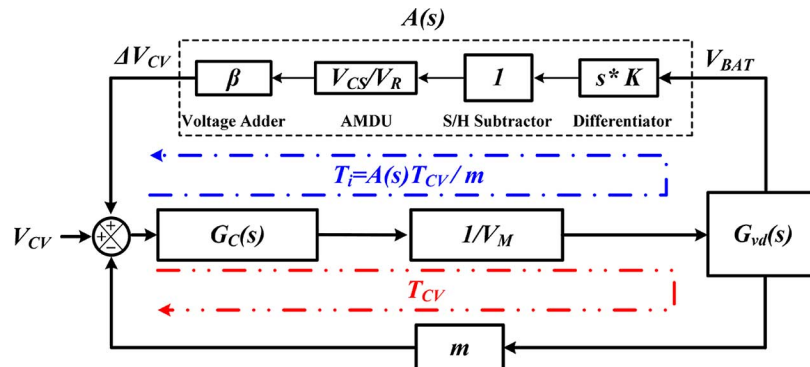 A(s)
ΔV_CV
β
V_CS/V_R
1
s* K
V_BAT
Voltage Adder
AMDU
S/H Subtractor
Differentiator
T_i=A(s)T_CV/ m
V_CV
+
+
−
G_C(s)
1/V_M
G_vd(s)
T_CV
m